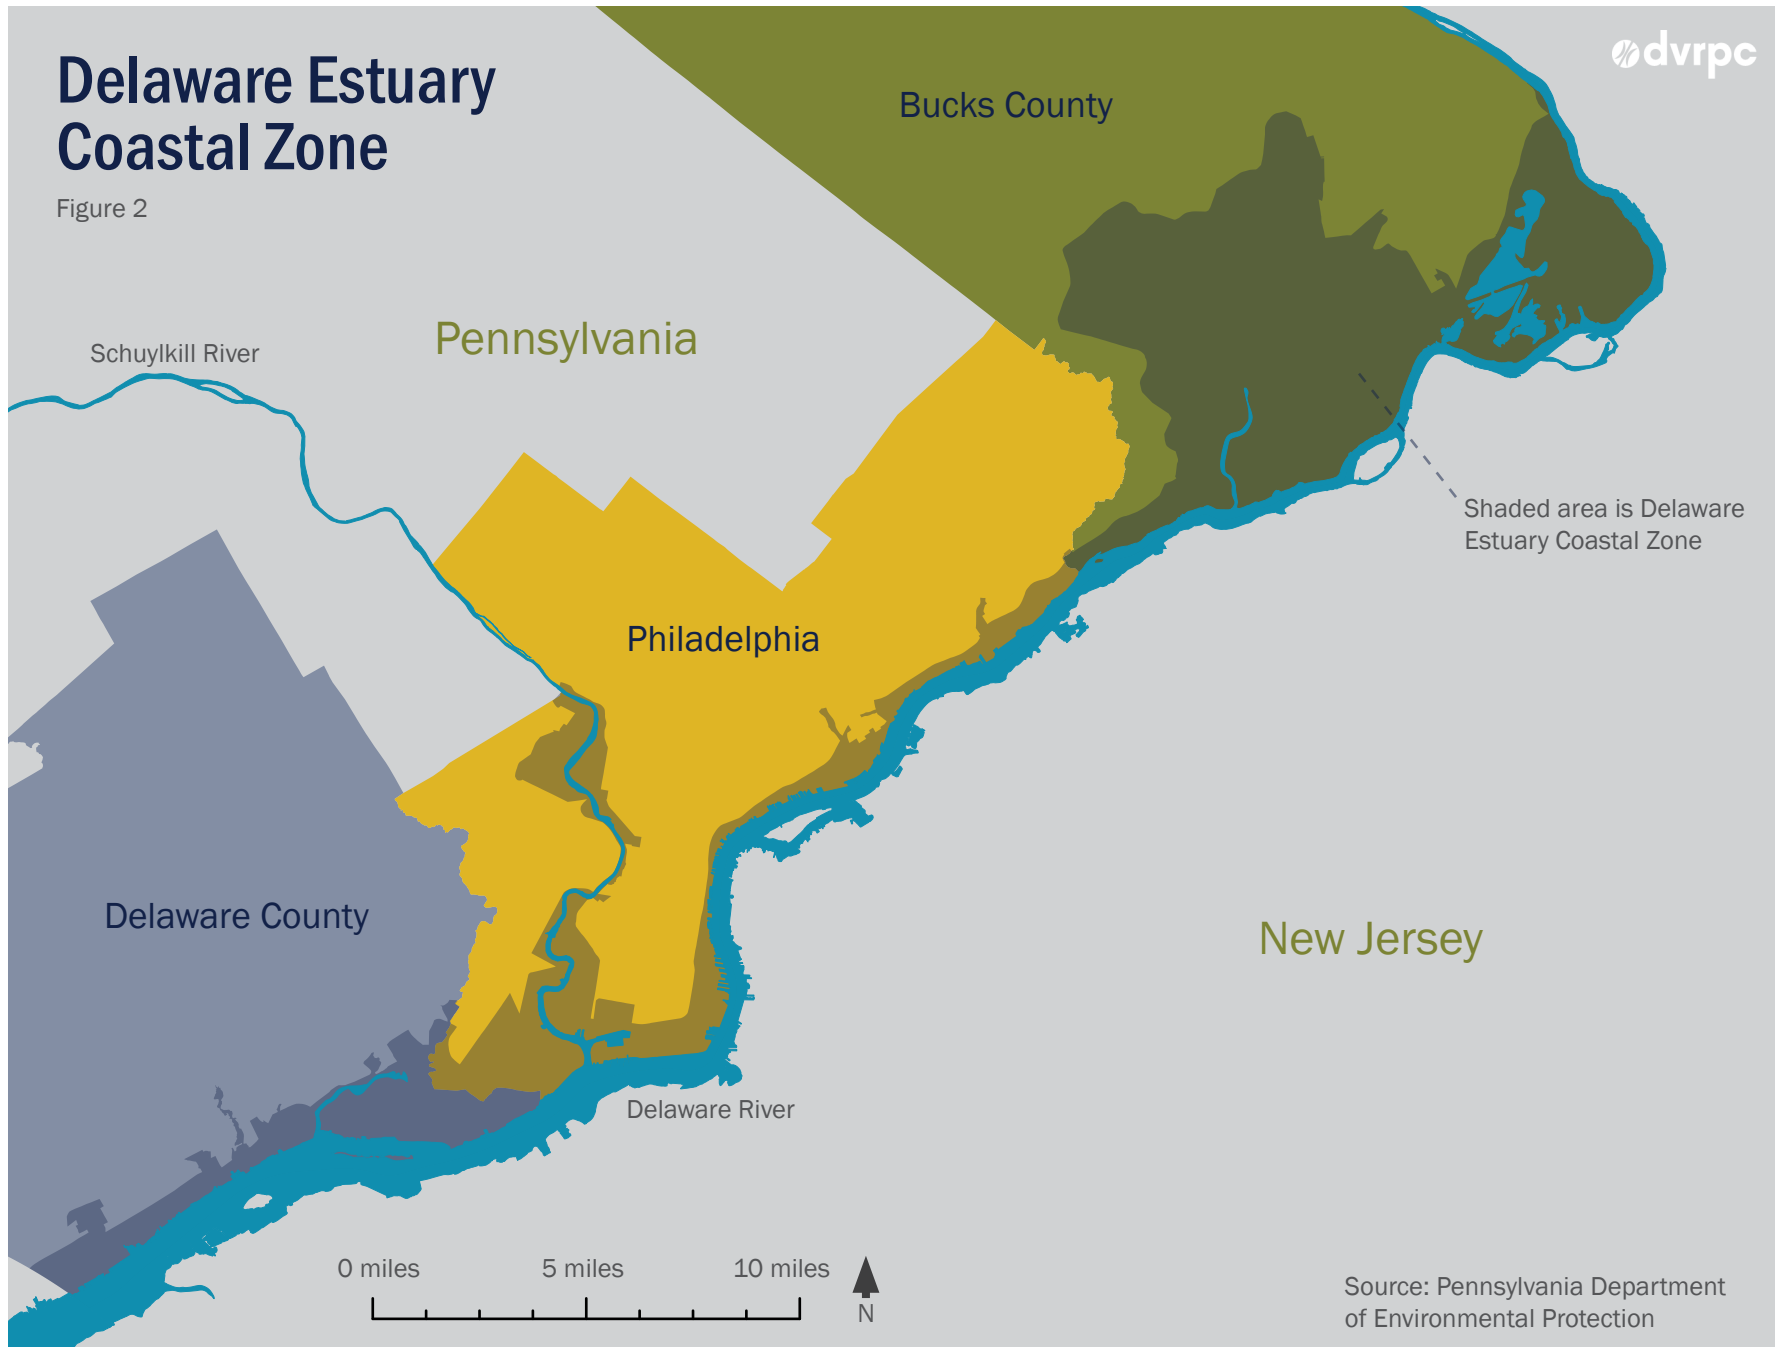 Delaware Estuary
Coastal Zone
Figure 2
dvrpc
Bucks County
Pennsylvania
Schuylkill River
Shaded area is Delaware
Estuary Coastal Zone
Philadelphia
Delaware County
New Jersey
Delaware River
0 miles
5 miles
10 miles
N
Source: Pennsylvania Department
of Environmental Protection